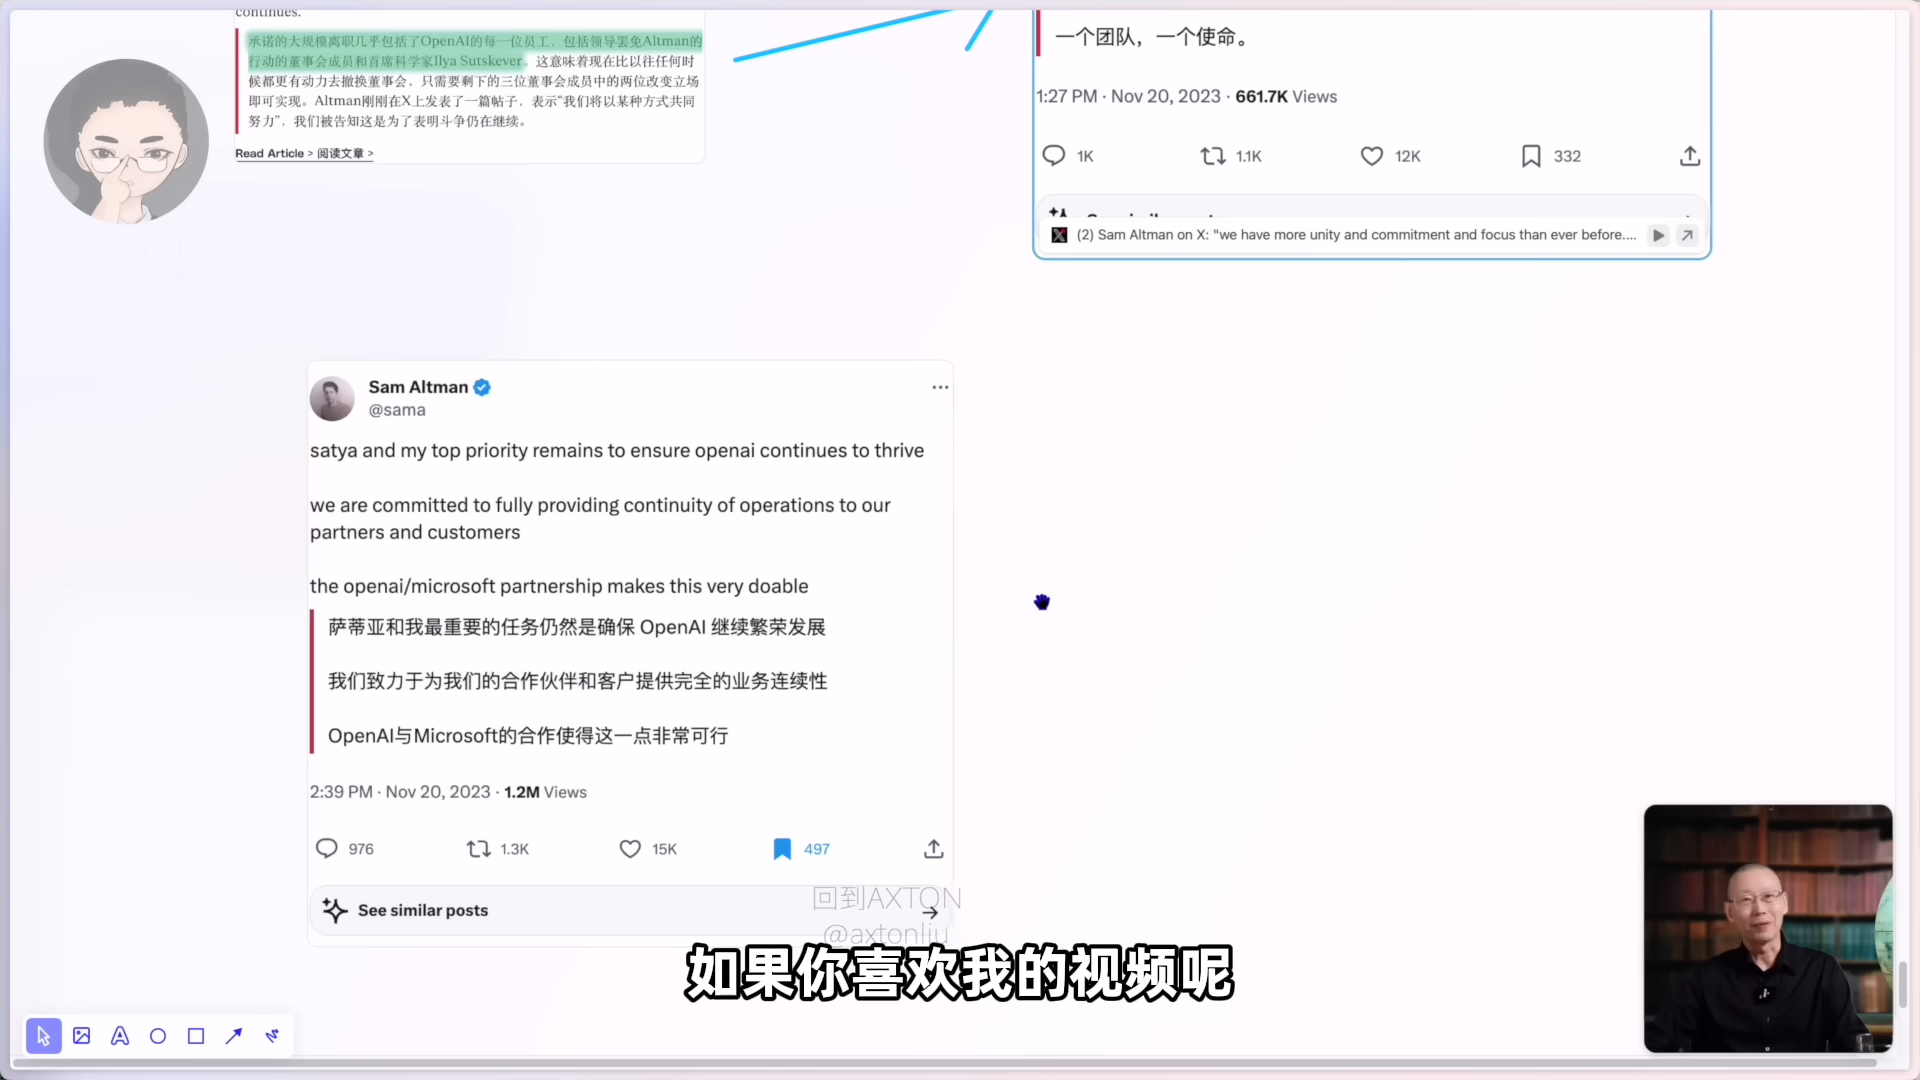 continues.
承诺的大规模离职几乎包括了OpenAI的每一位员工，包括领导罢免Altman的
行动的董事会成员和首席科学家Ilya Sutskever。这意味着现在比以往任何时
候都更有动力去撤换董事会，只需要剩下的三位董事会成员中的两位改变立场
即可实现。Altman刚刚在X上发表了一篇帖子，表示“我们将以某种方式共同
努力”，我们被告知这是为了表明斗争仍在继续。
Read Article > 阅读文章 >
一个团队，一个使命。
1:27 PM · Nov 20, 2023 · 661.7K Views
1K 1.1K 12K 332
(2) Sam Altman on X: "we have more unity and commitment and focus than ever before....
Sam Altman
@sama
satya and my top priority remains to ensure openai continues to thrive
we are committed to fully providing continuity of operations to our
partners and customers
the openai/microsoft partnership makes this very doable
萨蒂亚和我最重要的任务仍然是确保 OpenAI 继续繁荣发展
我们致力于为我们的合作伙伴和客户提供完全的业务连续性
OpenAI与Microsoft的合作使得这一点非常可行
2:39 PM · Nov 20, 2023 · 1.2M Views
976 1.3K 15K 497
See similar posts
回到AXTON
@axtonliu
如果你喜欢我的视频呢